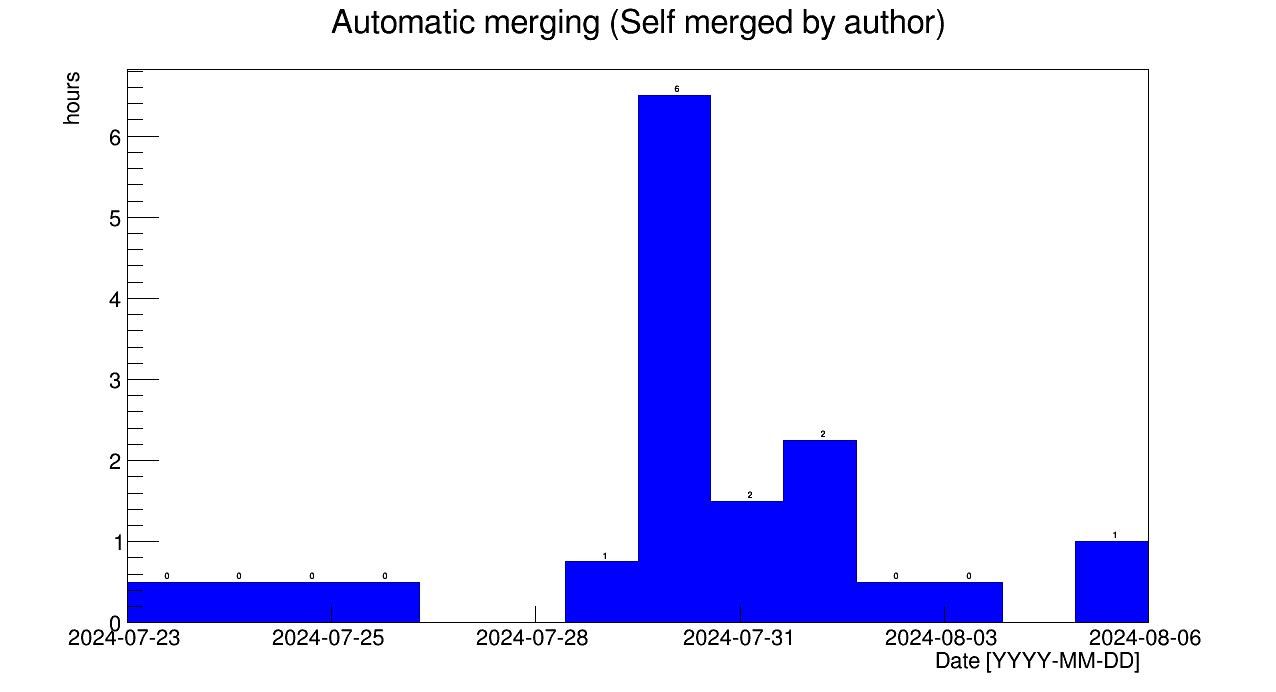 Automatic merging (Self merged by author)
hours
6
6
5
4
3
2
2
2
1
1
1
0 0 0 0 0 0
0
2024-07-23 2024-07-25 2024-07-28 2024-07-31 2024-08-03 2024-08-06
Date [YYYY-MM-DD]